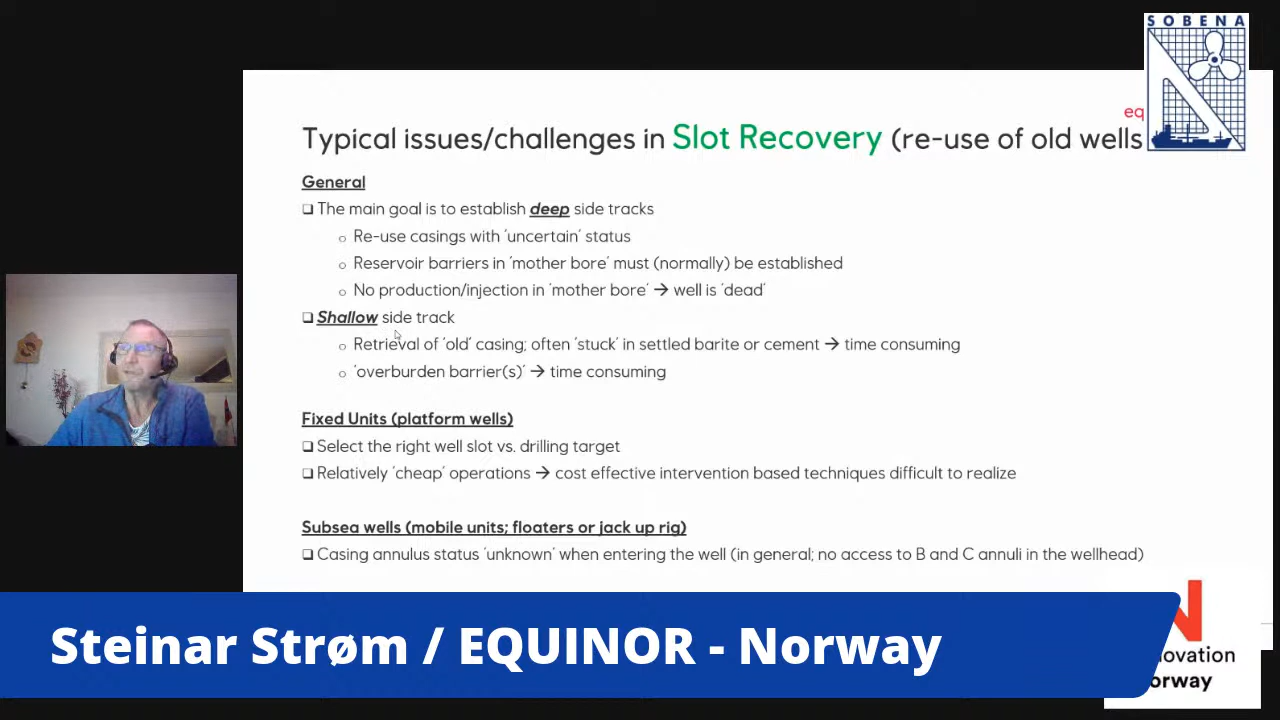 SOBENA
eq
Typical issues/challenges in Slot Recovery (re-use of old wells
General
❑ The main goal is to establish deep side tracks
o Re-use casings with ‘uncertain’ status
o Reservoir barriers in ‘mother bore’ must (normally) be established
o No production/injection in ‘mother bore’ → well is ‘dead’
❑ Shallow side track
o Retrieval of ‘old’ casing; often ‘stuck’ in settled barite or cement → time consuming
o ‘overburden barrier(s)’ → time consuming
Fixed Units (platform wells)
❑ Select the right well slot vs. drilling target
❑ Relatively ‘cheap’ operations → cost effective intervention based techniques difficult to realize
Subsea wells (mobile units; floaters or jack up rig)
❑ Casing annulus status ‘unknown’ when entering the well (in general; no access to B and C annuli in the wellhead)
Steinar Strøm / EQUINOR - Norway
ovation
orway